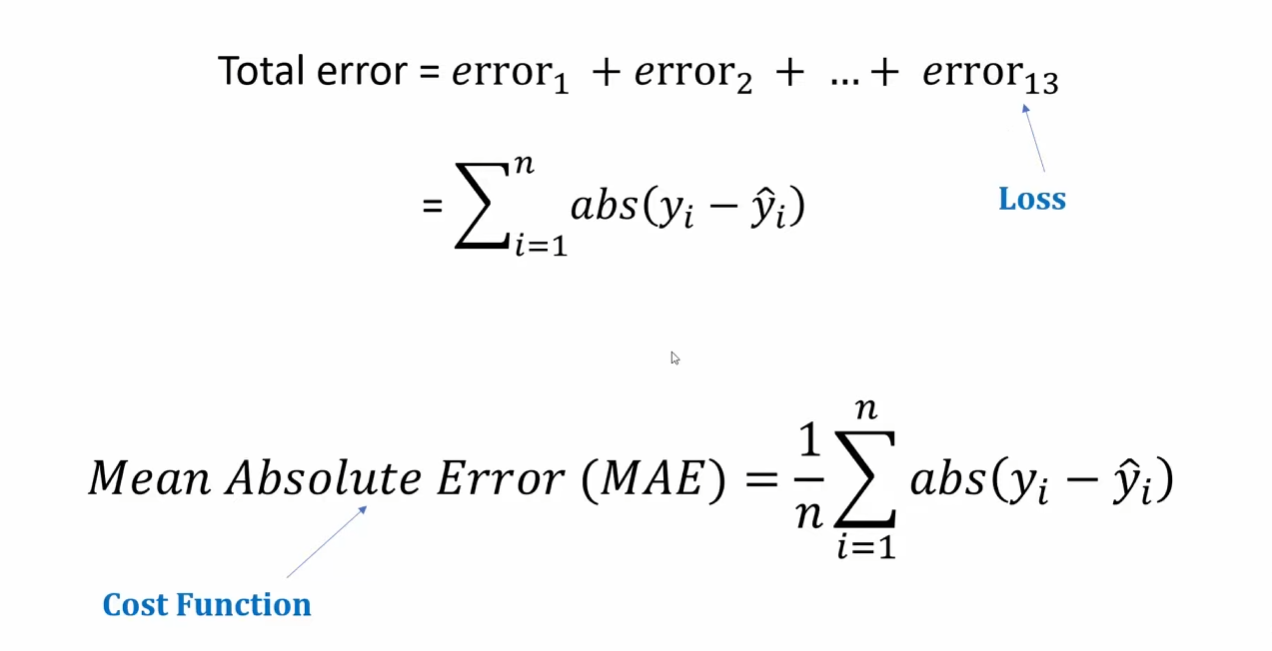 Total error = error₁ + error₂ + … + error₁₃
Loss
= ∑ⁿᵢ₌₁ abs(yᵢ − ŷᵢ)
Mean Absolute Error (MAE) = 1/n ∑ⁿᵢ₌₁ abs(yᵢ − ŷᵢ)
Cost Function